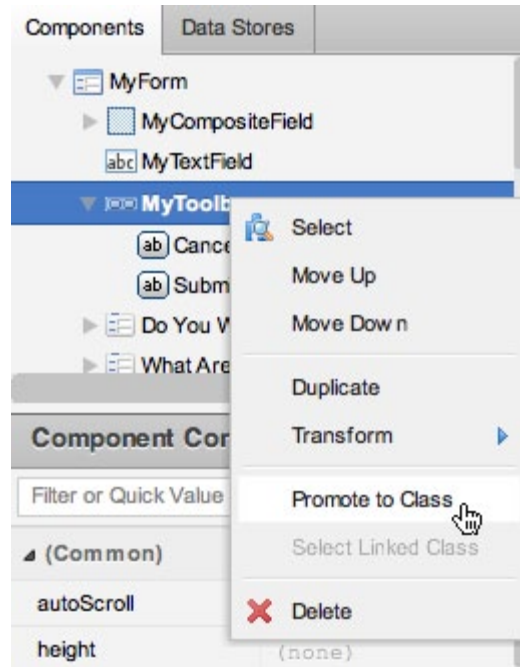 Components Data Stores
MyForm
MyCompositeField
abc MyTextField
MyToolb
ab Cance
ab Subm
Do You W
What Are
Select
Move Up
Move Down
Duplicate
Transform
Promote to Class
Select Linked Class
Delete
Component Con
Filter or Quick Value
(Common)
autoScroll
height (none)